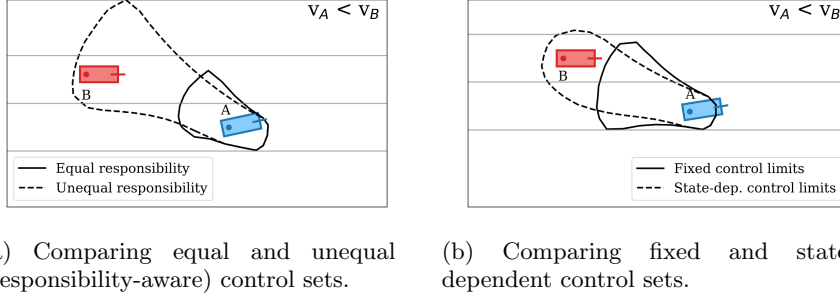 v_A < v_B
B
A
Equal responsibility
Unequal responsibility
) Comparing equal and unequal
esponsibility-aware) control sets.
v_A < v_B
B
A
Fixed control limits
State-dep. control limits
(b) Comparing fixed and state
dependent control sets.